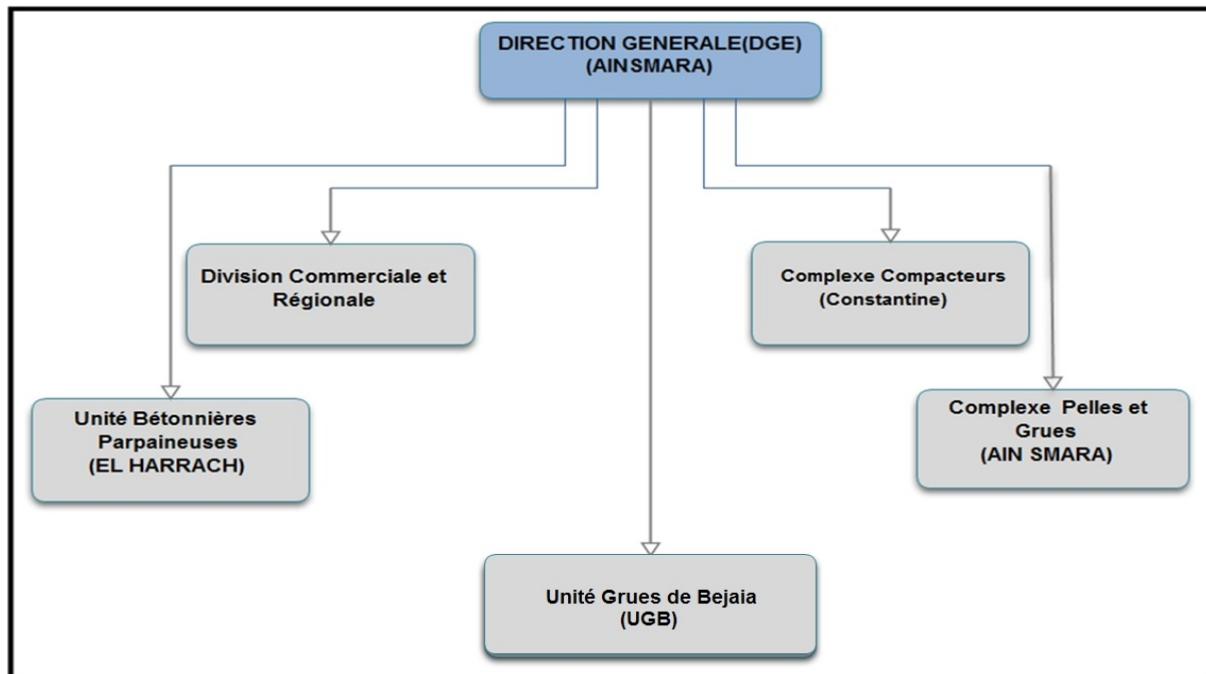 DIRECTION GENERALE(DGE)
(AINSMARA)
Division Commerciale et
Régionale
Complexe Compacteurs
(Constantine)
Unité Bétonnières
Parpaineuses
(EL HARRACH)
Complexe Pelles et
Grues
(AIN SMARA)
Unité Grues de Bejaia
(UGB)